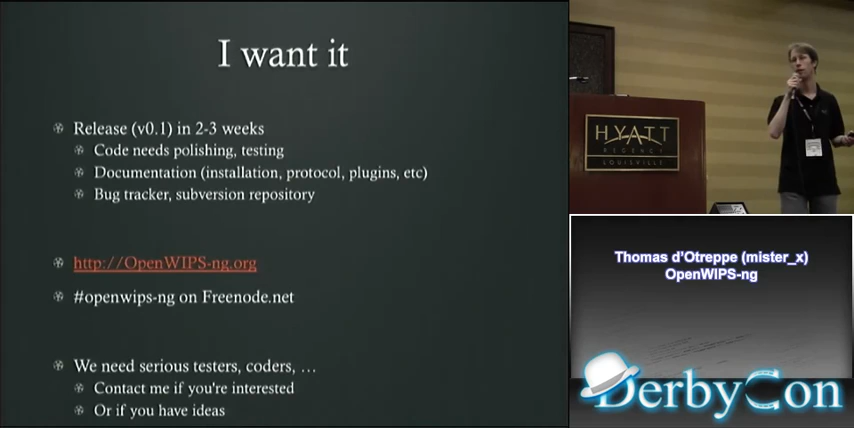 I want it
Release (v0.1) in 2-3 weeks
Code needs polishing, testing
Documentation (installation, protocol, plugins, etc)
Bug tracker, subversion repository
http://OpenWIPS-ng.org
#openwips-ng on Freenode.net
We need serious testers, coders, …
Contact me if you're interested
Or if you have ideas
HYATT
REGENCY
LOUISVILLE
Thomas d'Otreppe (mister_x)
OpenWIPS-ng
DerbyCon